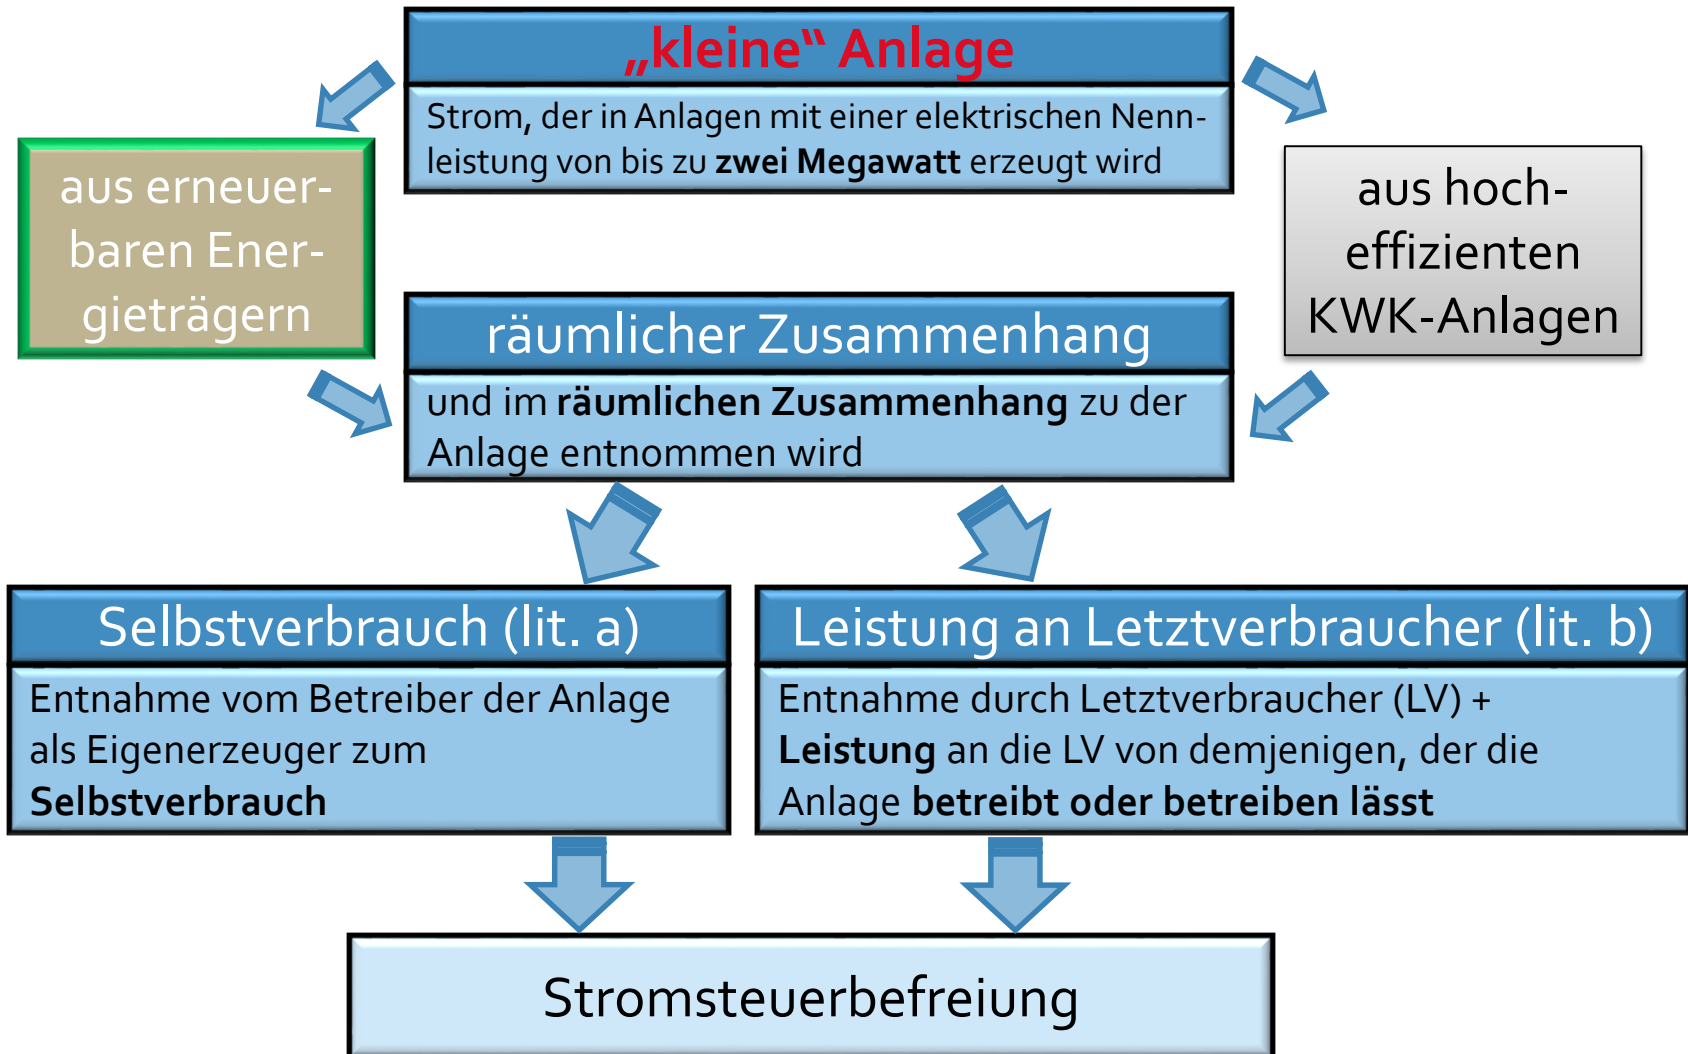 „kleine“ Anlage
Strom, der in Anlagen mit einer elektrischen Nenn-
leistung von bis zu zwei Megawatt erzeugt wird
aus erneuer-
baren Ener-
gieträgern
aus hoch-
effizienten
KWK-Anlagen
räumlicher Zusammenhang
und im räumlichen Zusammenhang zu der
Anlage entnommen wird
Selbstverbrauch (lit. a)
Entnahme vom Betreiber der Anlage
als Eigenerzeuger zum
Selbstverbrauch
Leistung an Letztverbraucher (lit. b)
Entnahme durch Letztverbraucher (LV) +
Leistung an die LV von demjenigen, der die
Anlage betreibt oder betreiben lässt
Stromsteuerbefreiung